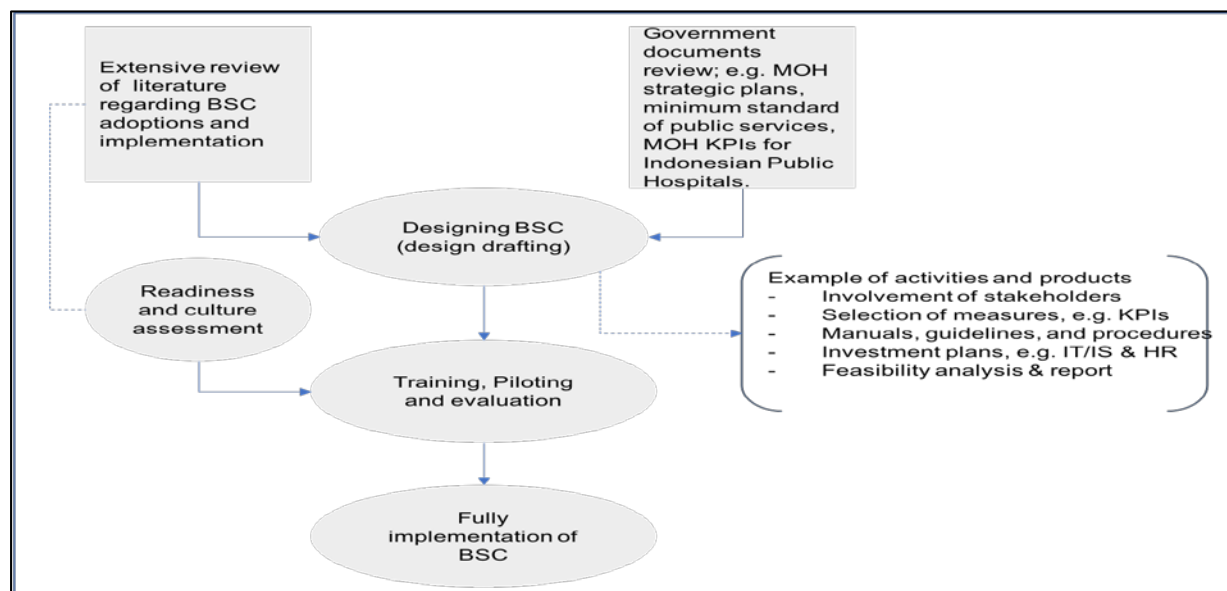 Extensive review
of literature
regarding BSC
adoptions and
implementation
Government
documents
review; e.g. MOH
strategic plans,
minimum standard
of public services,
MOH KPIs for
Indonesian Public
Hospitals.
Designing BSC
(design drafting)
Readiness
and culture
assessment
Example of activities and products
- Involvement of stakeholders
- Selection of measures, e.g. KPIs
- Manuals, guidelines, and procedures
- Investment plans, e.g. IT/IS & HR
- Feasibility analysis & report
Training, Piloting
and evaluation
Fully
implementation of
BSC